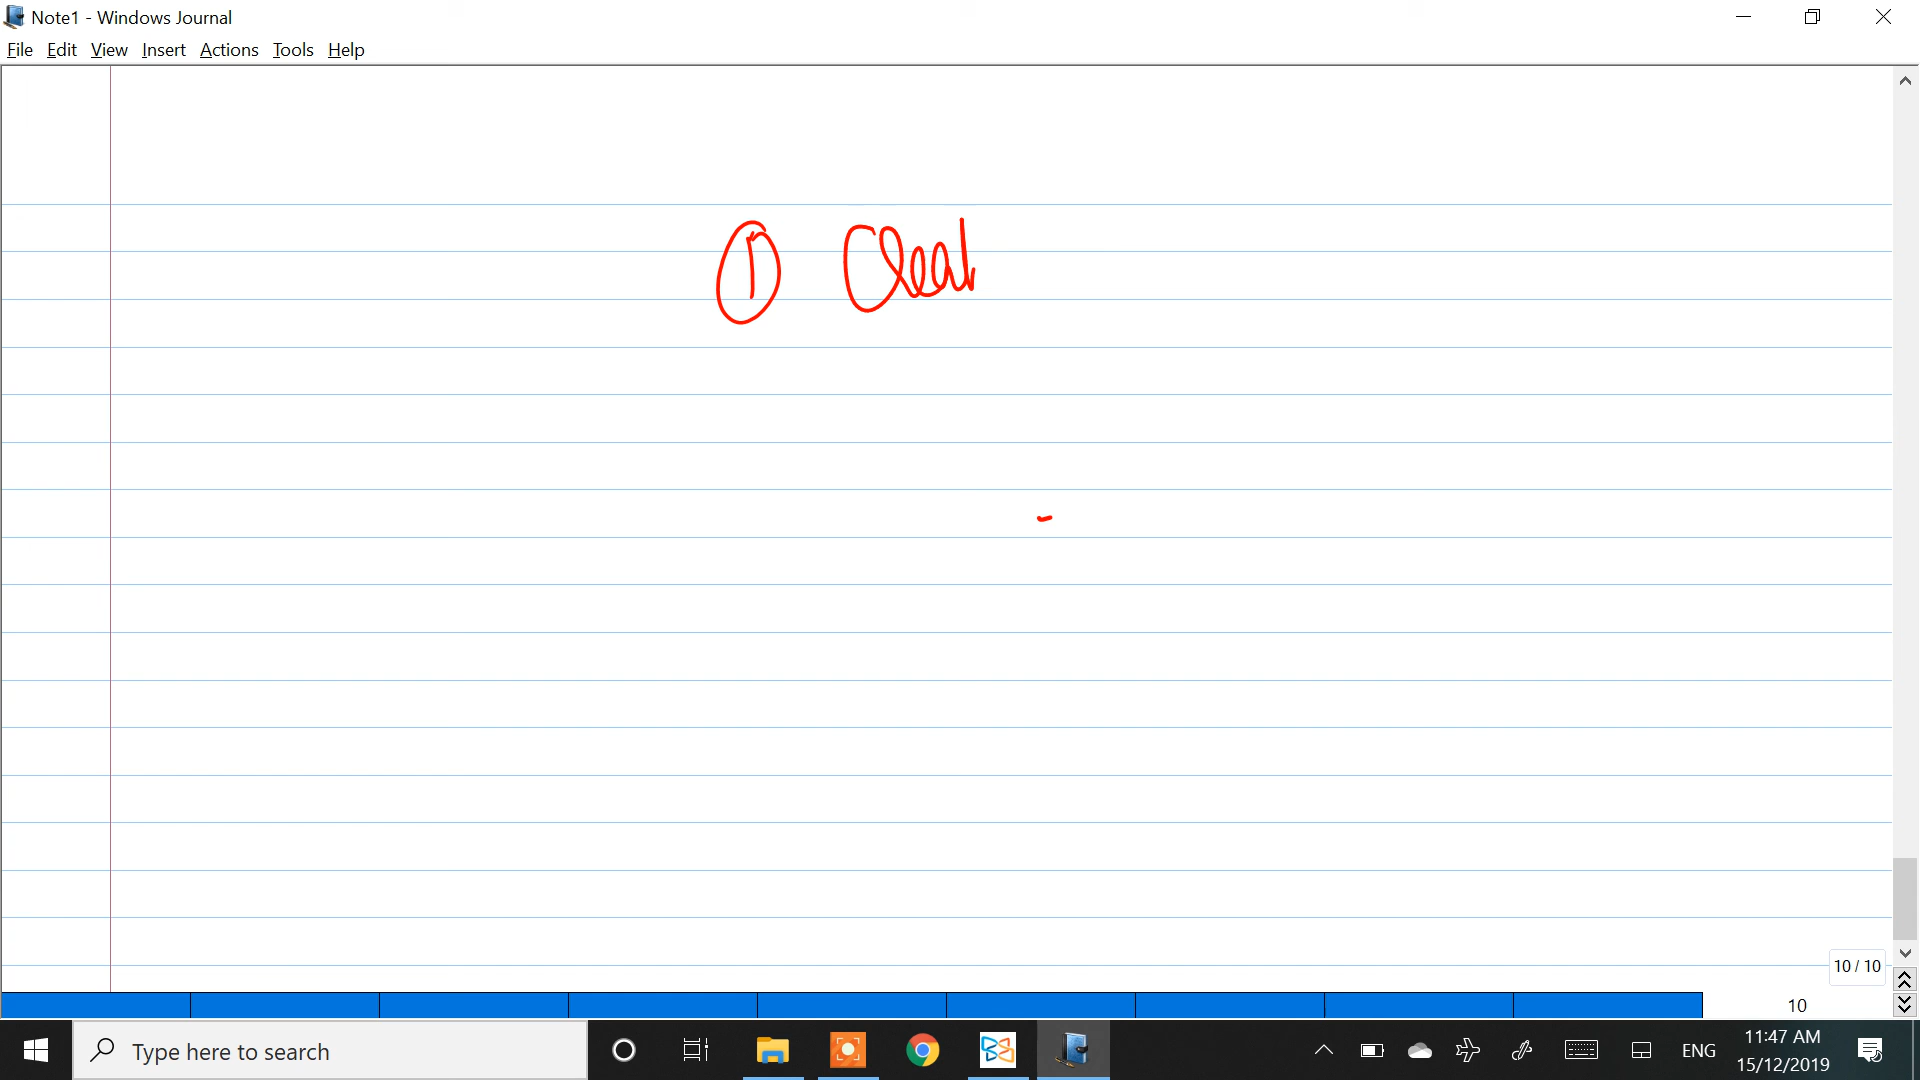 Note1 - Windows Journal
File Edit View Insert Actions Tools Help
①
10 / 10
10
Type here to search
ENG
11:47 AM
15/12/2019